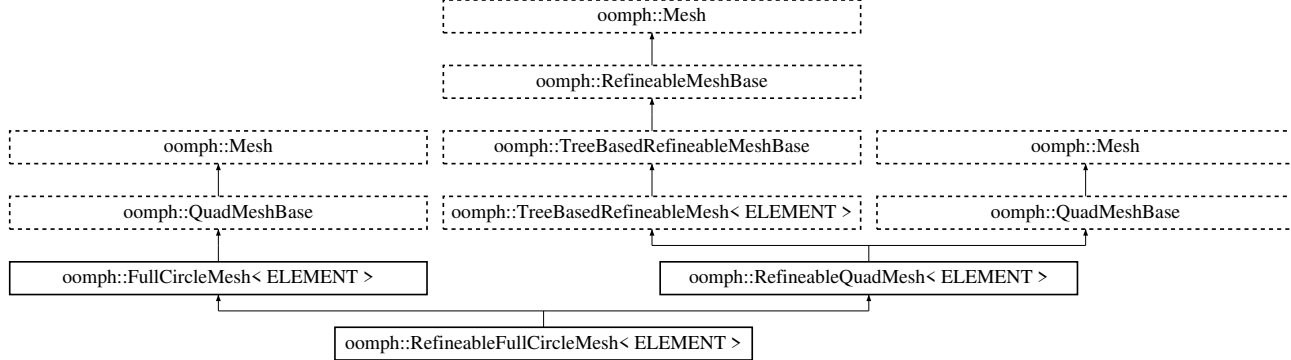 oomph::Mesh
oomph::RefineableMeshBase
oomph::Mesh
oomph::TreeBasedRefineableMeshBase
oomph::Mesh
oomph::QuadMeshBase
oomph::TreeBasedRefineableMesh< ELEMENT >
oomph::QuadMeshBase
oomph::FullCircleMesh< ELEMENT >
oomph::RefineableQuadMesh< ELEMENT >
oomph::RefineableFullCircleMesh< ELEMENT >